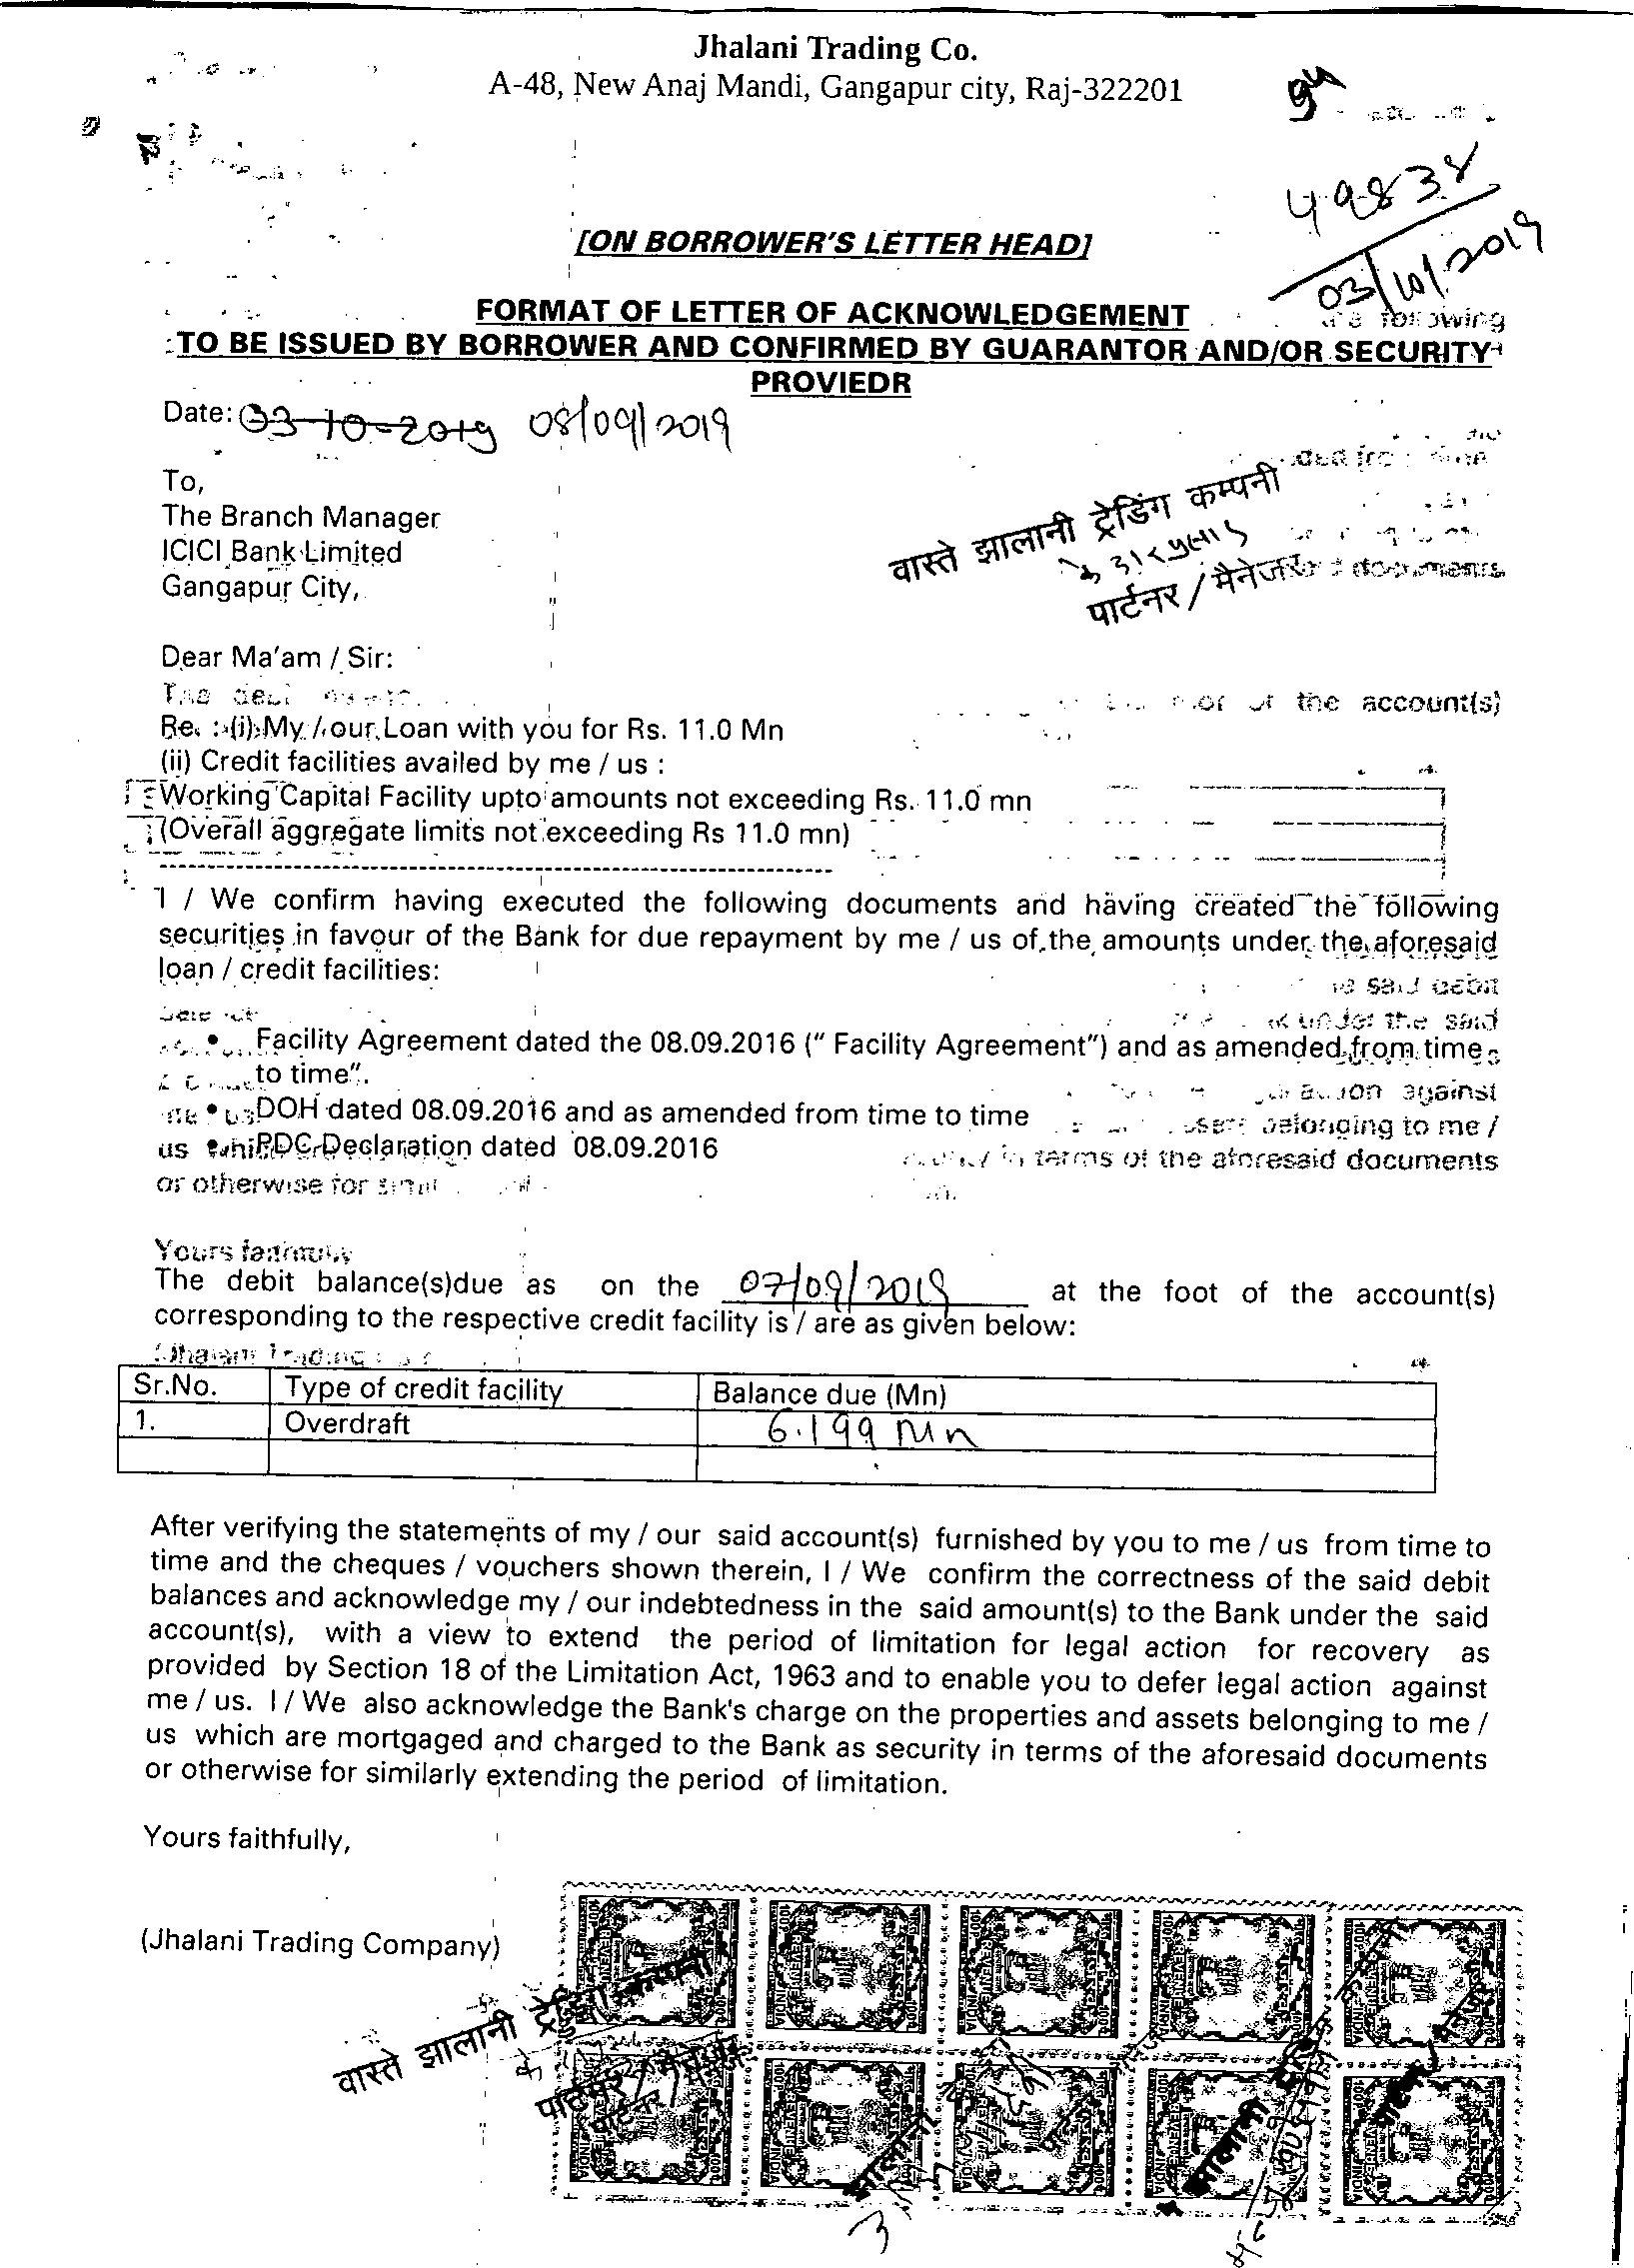 Jhalani Trading Co.
A-48, New Anaj Mandi, Gangapur city, Raj-322201
94
49838
03/10/2019
[ON BORROWER'S LETTER HEAD]
FORMAT OF LETTER OF ACKNOWLEDGEMENT
TO BE ISSUED BY BORROWER AND CONFIRMED BY GUARANTOR AND/OR SECURITY
PROVIEDR
Date: 03-10-2019 08/09/2019
To,
The Branch Manager
ICICI Bank Limited
Gangapur City,
वास्ते झालानी ट्रेडिंग कम्पनी
पार्टनर / मैनेजर
Dear Ma'am / Sir:
Re. : (i) My / our Loan with you for Rs. 11.0 Mn
(ii) Credit facilities availed by me / us :
Working Capital Facility upto amounts not exceeding Rs. 11.0 mn
(Overall aggregate limits not exceeding Rs 11.0 mn)
I / We confirm having executed the following documents and having created the following
securities in favour of the Bank for due repayment by me / us of the amounts under the aforesaid
loan / credit facilities:
• Facility Agreement dated the 08.09.2016 (" Facility Agreement") and as amended from time
to time".
• DOH dated 08.09.2016 and as amended from time to time
• PDC Declaration dated 08.09.2016
The debit balance(s)due as on the 07/09/2019 at the foot of the account(s)
corresponding to the respective credit facility is / are as given below:
Sr.No. Type of credit facility Balance due (Mn)
1. Overdraft 6.199 Mn
After verifying the statements of my / our said account(s) furnished by you to me / us from time to
time and the cheques / vouchers shown therein, I / We confirm the correctness of the said debit
balances and acknowledge my / our indebtedness in the said amount(s) to the Bank under the said
account(s), with a view to extend the period of limitation for legal action for recovery as
provided by Section 18 of the Limitation Act, 1963 and to enable you to defer legal action against
me / us. I / We also acknowledge the Bank's charge on the properties and assets belonging to me /
us which are mortgaged and charged to the Bank as security in terms of the aforesaid documents
or otherwise for similarly extending the period of limitation.
Yours faithfully,
(Jhalani Trading Company)
वास्ते झालानी ट्रेडिंग कम्पनी
पार्टनर / मैनेजर